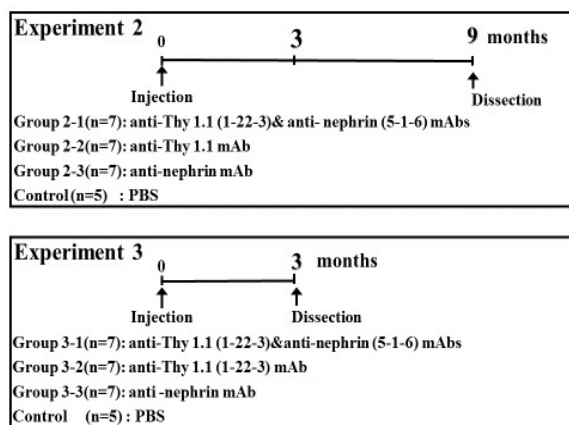 Experiment 2
0 3 9 months
Injection
Dissection
Group 2-1(n=7): anti-Thy 1.1 (1-22-3)& anti- nephrin (5-1-6) mAbs
Group 2-2(n=7): anti-Thy 1.1 mAb
Group 2-3(n=7): anti-nephrin mAb
Control(n=5) : PBS
Experiment 3
0 3 months
Injection Dissection
Group 3-1(n=7): anti-Thy 1.1 (1-22-3)&anti-nephrin (5-1-6) mAbs
Group 3-2(n=7): anti-Thy 1.1 (1-22-3) mAb
Group 3-3(n=7): anti -nephrin mAb
Control (n=5) : PBS